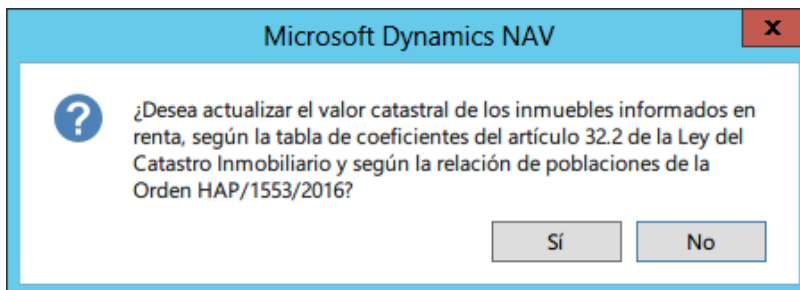 Microsoft Dynamics NAV
x
?
¿Desea actualizar el valor catastral de los inmuebles informados en
renta, según la tabla de coeficientes del artículo 32.2 de la Ley del
Catastro Inmobiliario y según la relación de poblaciones de la
Orden HAP/1553/2016?
Sí
No